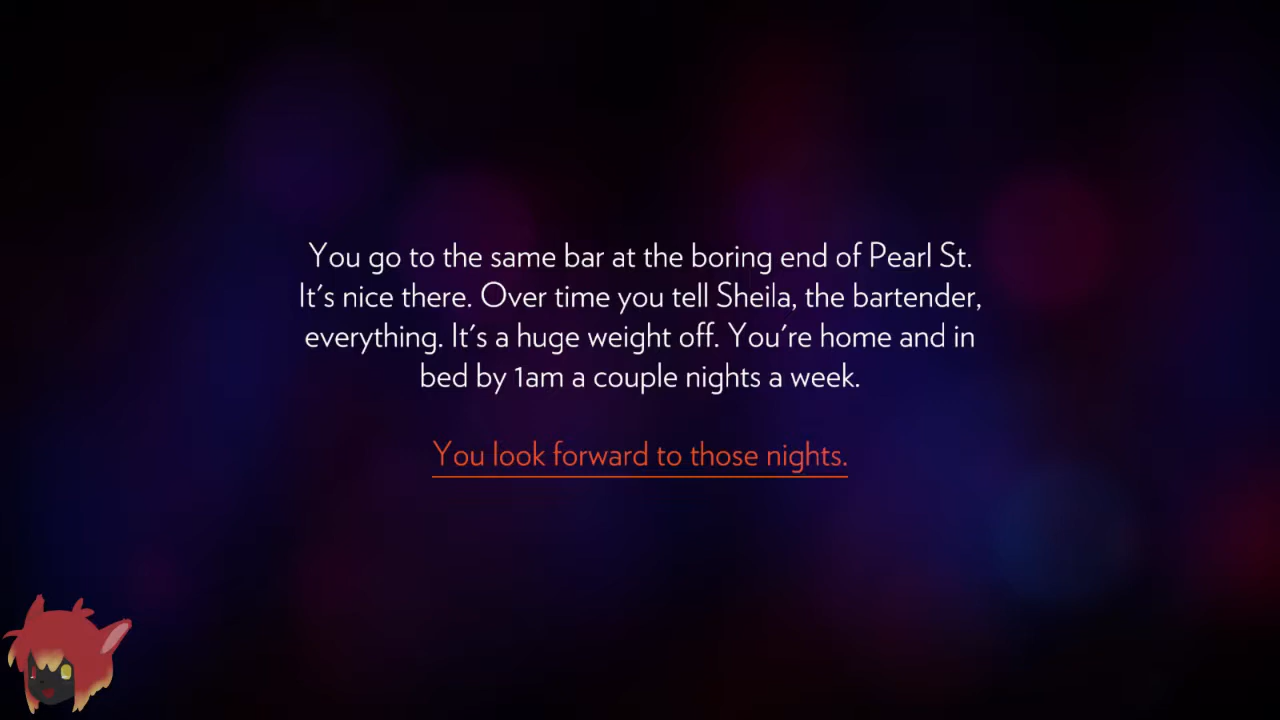 You go to the same bar at the boring end of Pearl St.
It's nice there. Over time you tell Sheila, the bartender,
everything. It's a huge weight off. You're home and in
bed by 1am a couple nights a week.
You look forward to those nights.